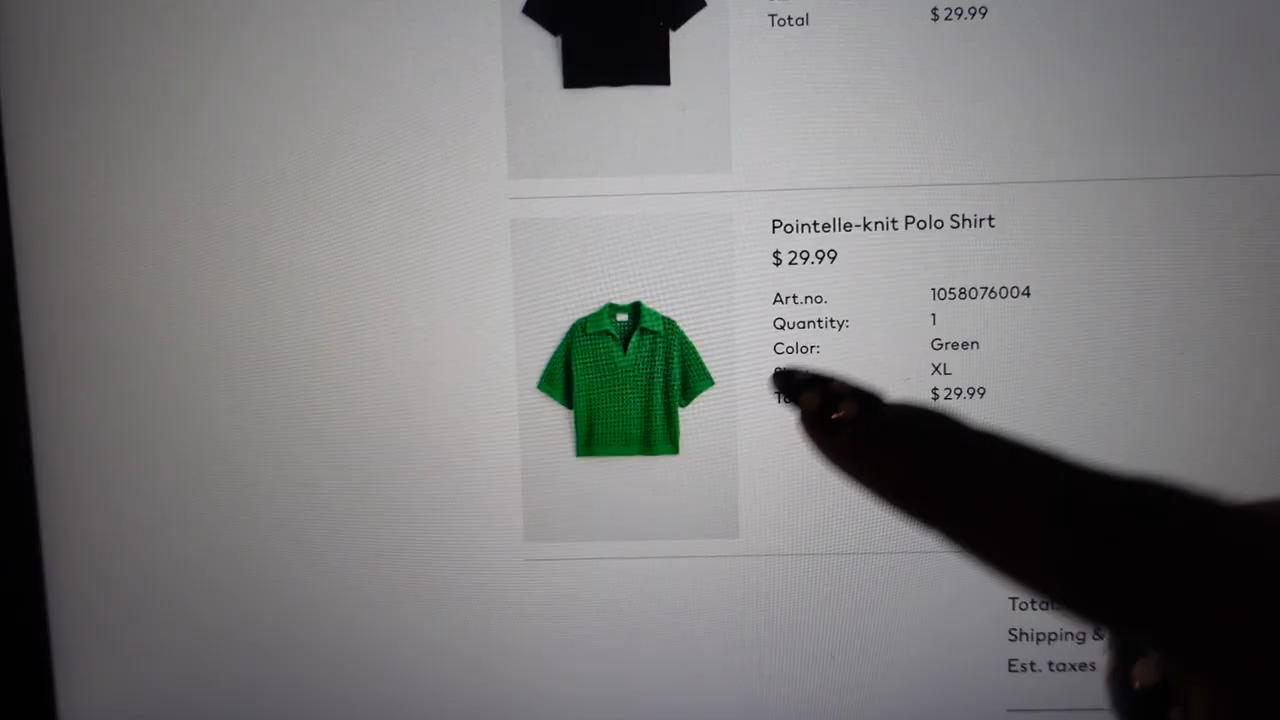 Total $ 29.99
Pointelle-knit Polo Shirt
$ 29.99
Art.no. 1058076004
Quantity: 1
Color: Green
XL
$ 29.99
Total
Shipping &
Est. taxes